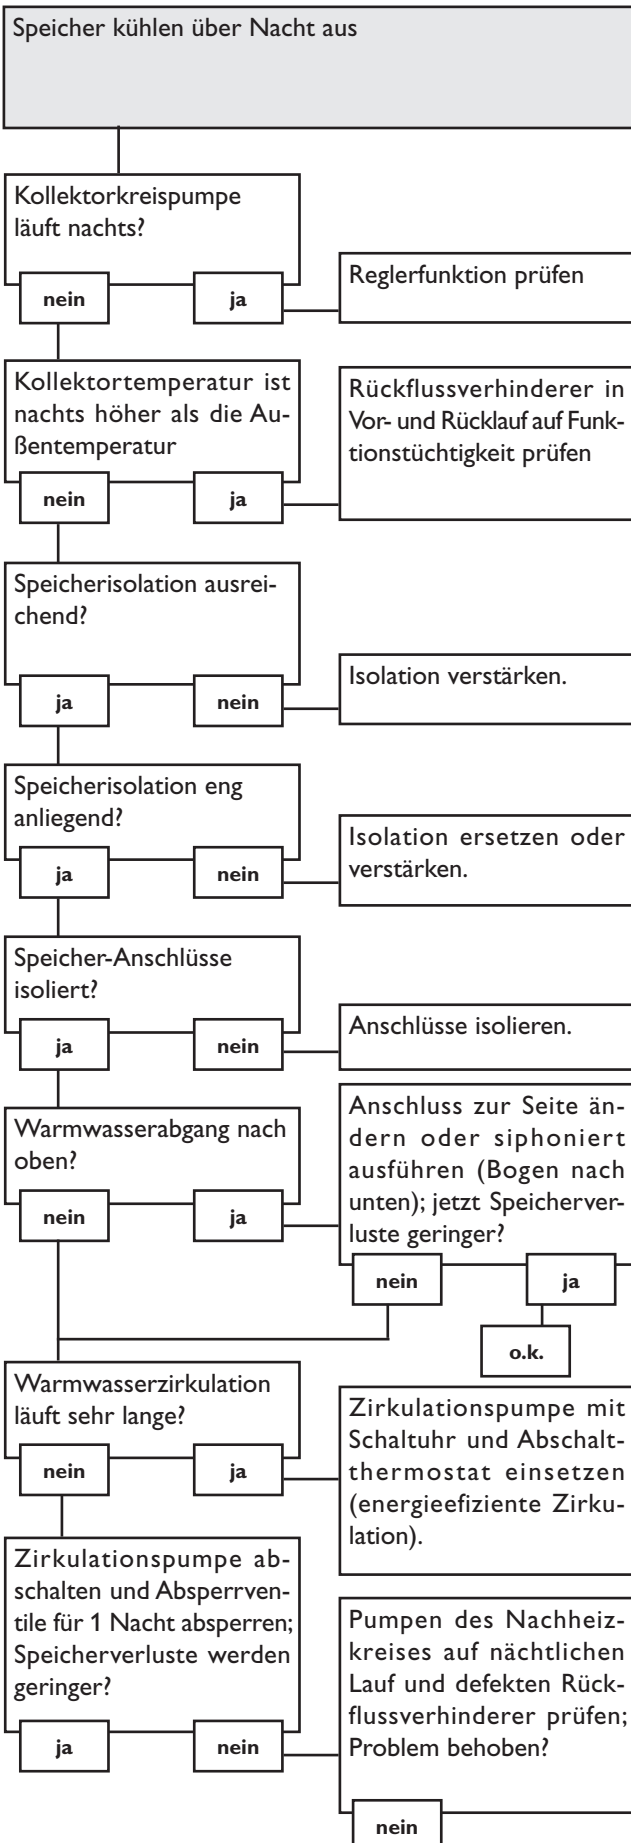 Speicher kühlen über Nacht aus
Kollektorkreispumpe
läuft nachts?
nein
ja
Reglerfunktion prüfen
Kollektortemperatur ist
nachts höher als die Au-
ßentemperatur
nein
ja
Rückflussverhinderer in
Vor- und Rücklauf auf Funk-
tionstüchtigkeit prüfen
Speicherisolation ausrei-
chend?
ja
nein
Isolation verstärken.
Speicherisolation eng
anliegend?
ja
nein
Isolation ersetzen oder
verstärken.
Speicher-Anschlüsse
isoliert?
ja
nein
Anschlüsse isolieren.
Warmwasserabgang nach
oben?
nein
ja
Anschluss zur Seite än-
dern oder siphoniert
ausführen (Bogen nach
unten); jetzt Speicherver-
luste geringer?
nein
ja
o.k.
Warmwasserzirkulation
läuft sehr lange?
nein
ja
Zirkulationspumpe mit
Schaltuhr und Abschalt-
thermostat einsetzen
(energieefiziente Zirku-
lation).
Zirkulationspumpe ab-
schalten und Absperrven-
tile für 1 Nacht absperren;
Speicherverluste werden
geringer?
ja
nein
Pumpen des Nachheiz-
kreises auf nächtlichen
Lauf und defekten Rück-
flussverhinderer prüfen;
Problem behoben?
nein